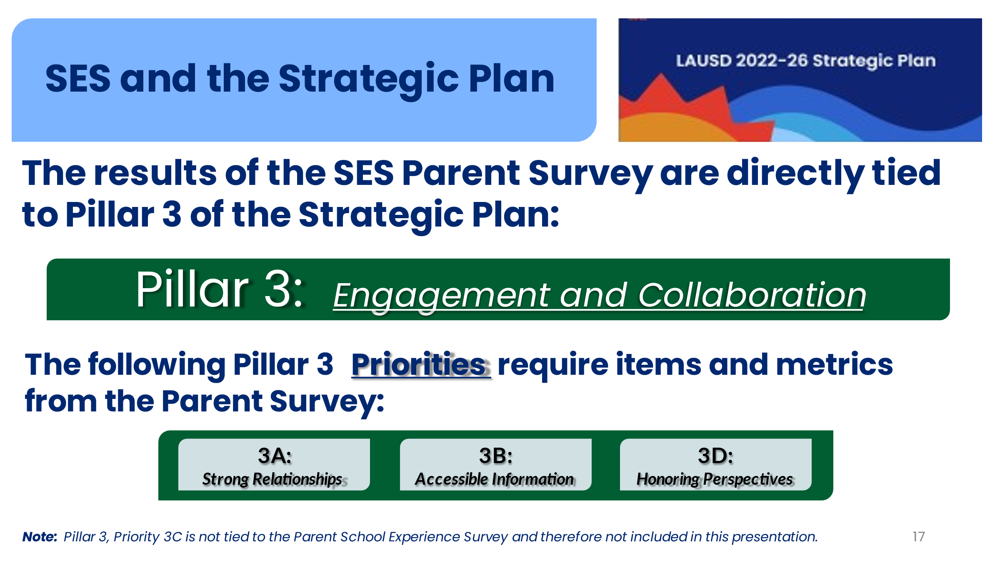 SES and the Strategic Plan
LAUSD 2022-26 Strategic Plan
The results of the SES Parent Survey are directly tied
to Pillar 3 of the Strategic Plan:
Pillar 3: Engagement and Collaboration
The following Pillar 3 Priorities require items and metrics
from the Parent Survey:
3A:
Strong Relationships
3B:
Accessible Information
3D:
Honoring Perspectives
Note: Pillar 3, Priority 3C is not tied to the Parent School Experience Survey and therefore not included in this presentation.
17